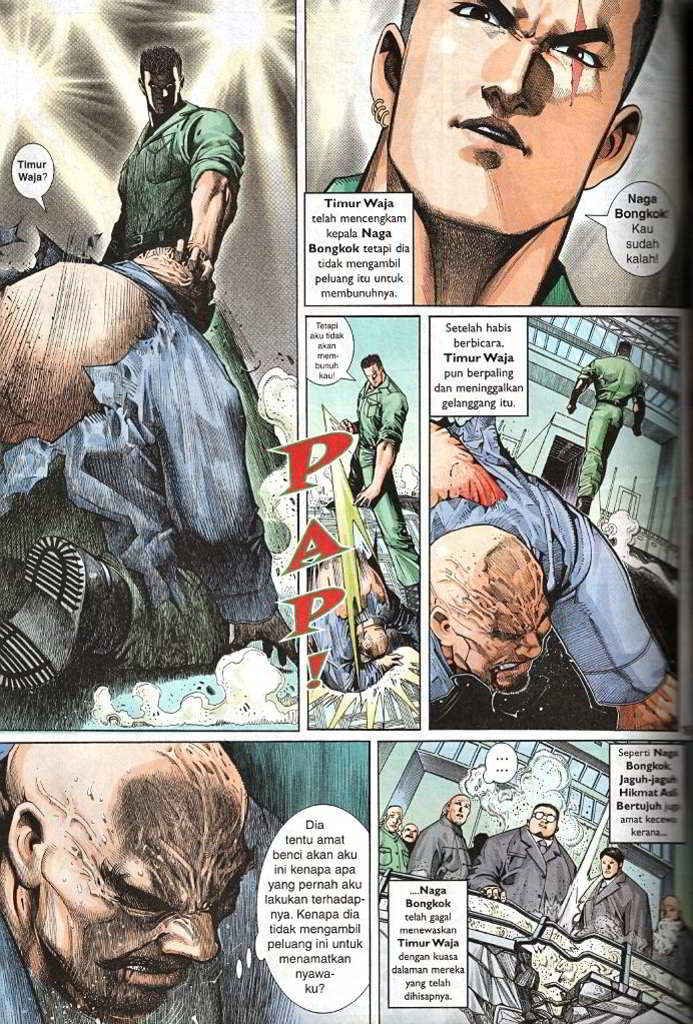 Timur
Waja?
Timur Waja
telah mencengkam
kepala Naga
Bongkok tetapi dia
tidak mengambil
peluang itu untuk
membunuhnya.
Naga
Bongkok!
Kau
sudah
kalah!
Tetapi
aku tidak
akan
mem-
bunuh
kau!
PAP!
Setelah habis
berbicara,
Timur Waja
pun berpaling
dan meninggalkan
gelanggang itu.
Dia
tentu amat
benci akan aku
ini kenapa apa
yang pernah aku
lakukan terhadap-
nya. Kenapa dia
tidak mengambil
peluang ini untuk
menamatkan
nyawa-
ku?
...
...
Seperti Naga
Bongkok,
Jaguh-jaguh
Hikmat Asli
Bertujuh juga
amat kecewa
kerana...
....Naga
Bongkok
telah gagal
menewaskan
Timur Waja
dengan kuasa
dalaman mereka
yang telah
dihisapnya.